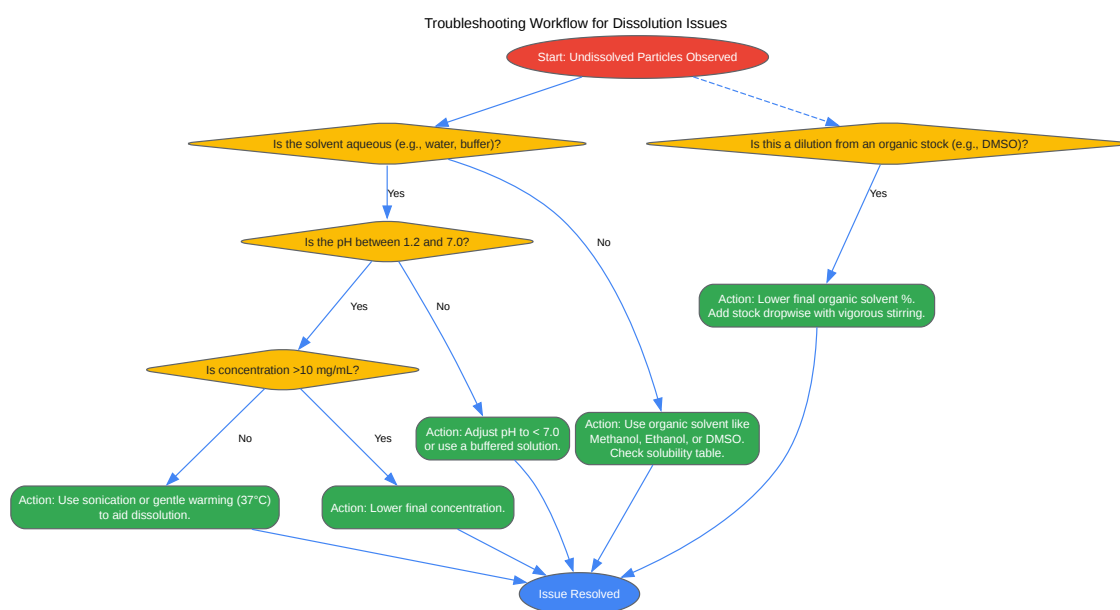 Troubleshooting Workflow for Dissolution Issues
Start: Undissolved Particles Observed
Is the solvent aqueous (e.g., water, buffer)?
Is this a dilution from an organic stock (e.g., DMSO)?
Yes
Yes
Is the pH between 1.2 and 7.0?
No
Action: Lower final organic solvent %.
Add stock dropwise with vigorous stirring.
Yes
No
Is concentration >10 mg/mL?
Action: Adjust pH to < 7.0
or use a buffered solution.
Action: Use organic solvent like
Methanol, Ethanol, or DMSO.
Check solubility table.
No
Yes
Action: Use sonication or gentle warming (37°C)
to aid dissolution.
Action: Lower final concentration.
Issue Resolved